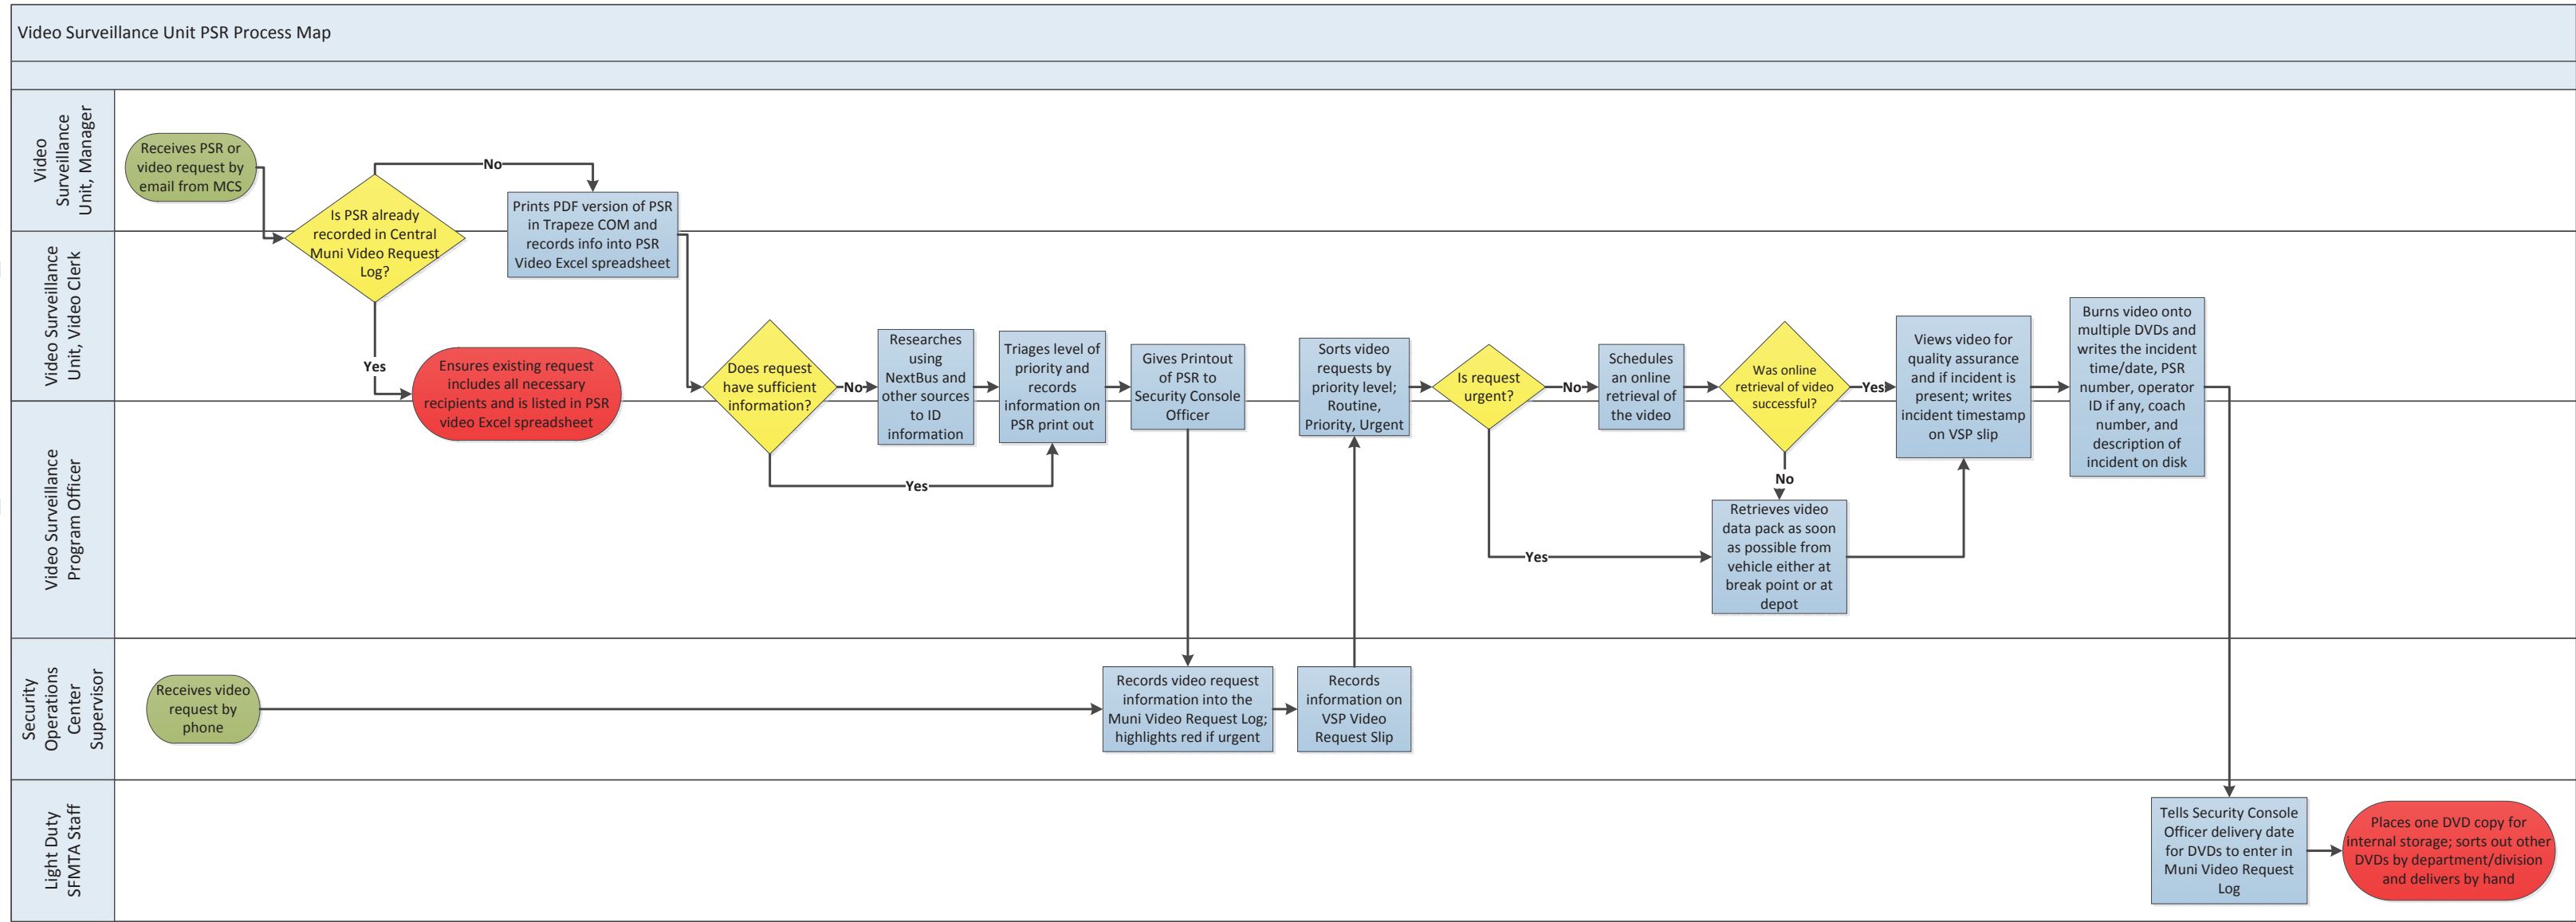 Video Surveillance Unit PSR Process Map
Video
Surveillance
Unit, Manager
Receives PSR or
video request by
email from MCS
Is PSR already
recorded in Central
Muni Video Request
Log?
No
Yes
Prints PDF version of PSR
in Trapeze COM and
records info into PSR
Video Excel spreadsheet
Video Surveillance
Unit, Video Clerk
Ensures existing request
includes all necessary
recipients and is listed in PSR
video Excel spreadsheet
Does request
have sufficient
information?
No
Yes
Researches
using
NextBus and
other sources
to ID
information
Triages level of
priority and
records
information on
PSR print out
Gives Printout
of PSR to
Security Console
Officer
Sorts video
requests by
priority level;
Routine,
Priority, Urgent
Is request
urgent?
No
Yes
Schedules
an online
retrieval of
the video
Was online
retrieval of video
successful?
Yes
No
Views video for
quality assurance
and if incident is
present; writes
incident timestamp
on VSP slip
Burns video onto
multiple DVDs and
writes the incident
time/date, PSR
number, operator
ID if any, coach
number, and
description of
incident on disk
Video Surveillance
Program Officer
Retrieves video
data pack as soon
as possible from
vehicle either at
break point or at
depot
Security
Operations
Center
Supervisor
Receives video
request by
phone
Records video request
information into the
Muni Video Request Log;
highlights red if urgent
Records
information on
VSP Video
Request Slip
Light Duty
SFMTA Staff
Tells Security Console
Officer delivery date
for DVDs to enter in
Muni Video Request
Log
Places one DVD copy for
internal storage; sorts out other
DVDs by department/division
and delivers by hand